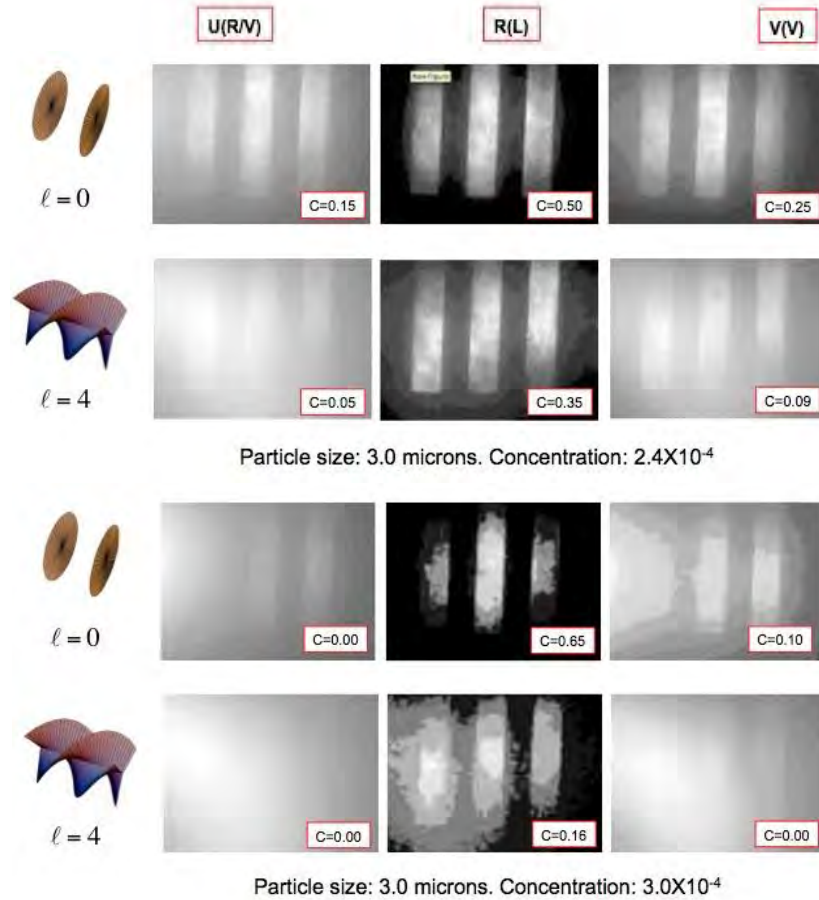 U(R/V) R(L) V(V)
ℓ = 0
C=0.15 C=0.50 C=0.25
ℓ = 4
C=0.05 C=0.35 C=0.09
Particle size: 3.0 microns. Concentration: 2.4X10⁻⁴
ℓ = 0
C=0.00 C=0.65 C=0.10
ℓ = 4
C=0.00 C=0.16 C=0.00
Particle size: 3.0 microns. Concentration: 3.0X10⁻⁴